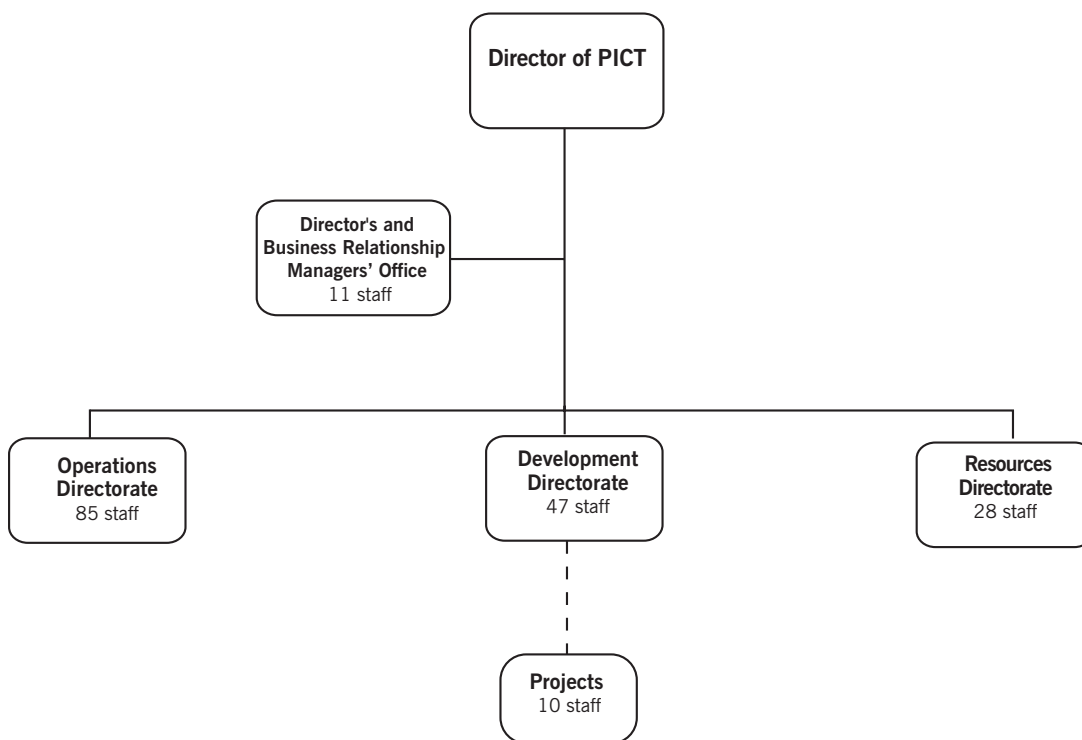 Director of PICT
Director's and
Business Relationship
Managers’ Office
11 staff
Operations
Directorate
85 staff
Development
Directorate
47 staff
Resources
Directorate
28 staff
Projects
10 staff